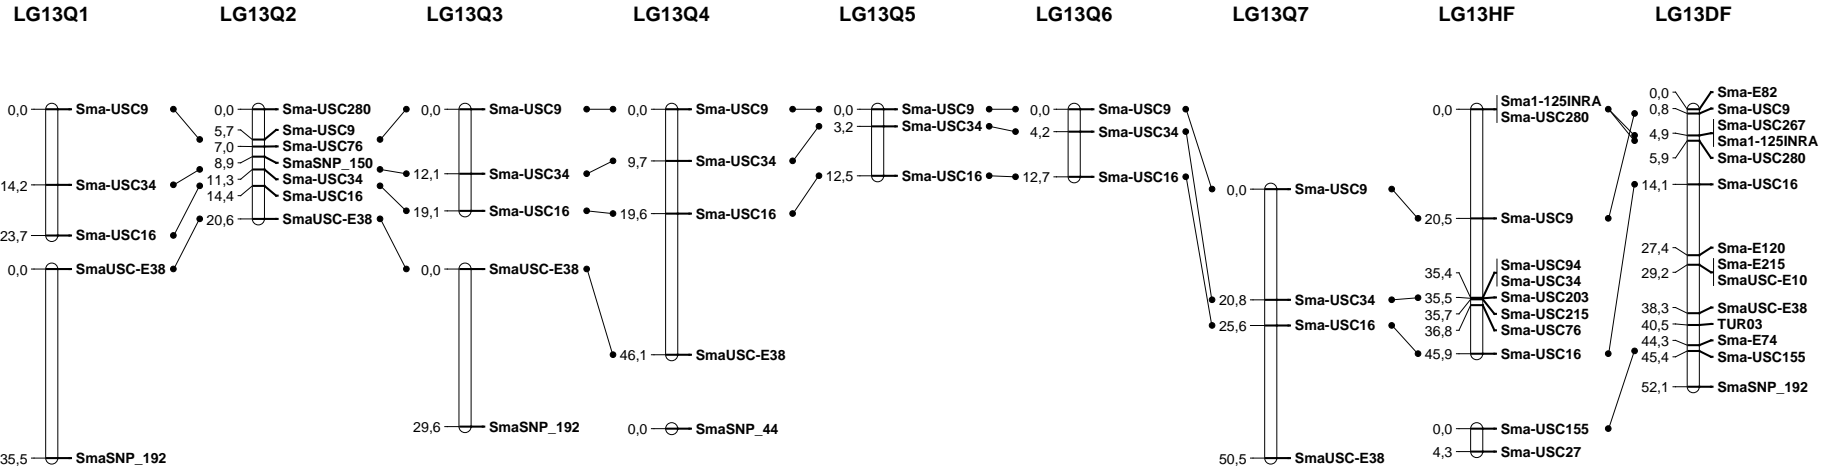 LG13Q1
0,0 Sma-USC9
14,2 Sma-USC34
23,7 Sma-USC16
0,0 SmaUSC-E38
35,5 SmaSNP_192
LG13Q2
0,0 Sma-USC280
5,7 Sma-USC9
7,0 Sma-USC76
8,9 SmaSNP_150
11,3 Sma-USC34
14,4 Sma-USC16
20,6 SmaUSC-E38
LG13Q3
0,0 Sma-USC9
12,1 Sma-USC34
19,1 Sma-USC16
0,0 SmaUSC-E38
29,6 SmaSNP_192
LG13Q4
0,0 Sma-USC9
9,7 Sma-USC34
19,6 Sma-USC16
46,1 SmaUSC-E38
0,0 SmaSNP_44
LG13Q5
0,0 Sma-USC9
3,2 Sma-USC34
12,5 Sma-USC16
LG13Q6
0,0 Sma-USC9
4,2 Sma-USC34
12,7 Sma-USC16
LG13Q7
0,0 Sma-USC9
20,8 Sma-USC34
25,6 Sma-USC16
50,5 SmaUSC-E38
LG13HF
0,0 Sma1-125INRA
Sma-USC280
20,5 Sma-USC9
35,4 Sma-USC94
Sma-USC34
35,5 Sma-USC203
35,7 Sma-USC215
36,8 Sma-USC76
45,9 Sma-USC16
0,0 Sma-USC155
4,3 Sma-USC27
LG13DF
0,0 Sma-E82
0,8 Sma-USC9
4,9 Sma-USC267
Sma1-125INRA
5,9 Sma-USC280
14,1 Sma-USC16
27,4 Sma-E120
29,2 Sma-E215
SmaUSC-E10
38,3 SmaUSC-E38
40,5 TUR03
44,3 Sma-E74
45,4 Sma-USC155
52,1 SmaSNP_192